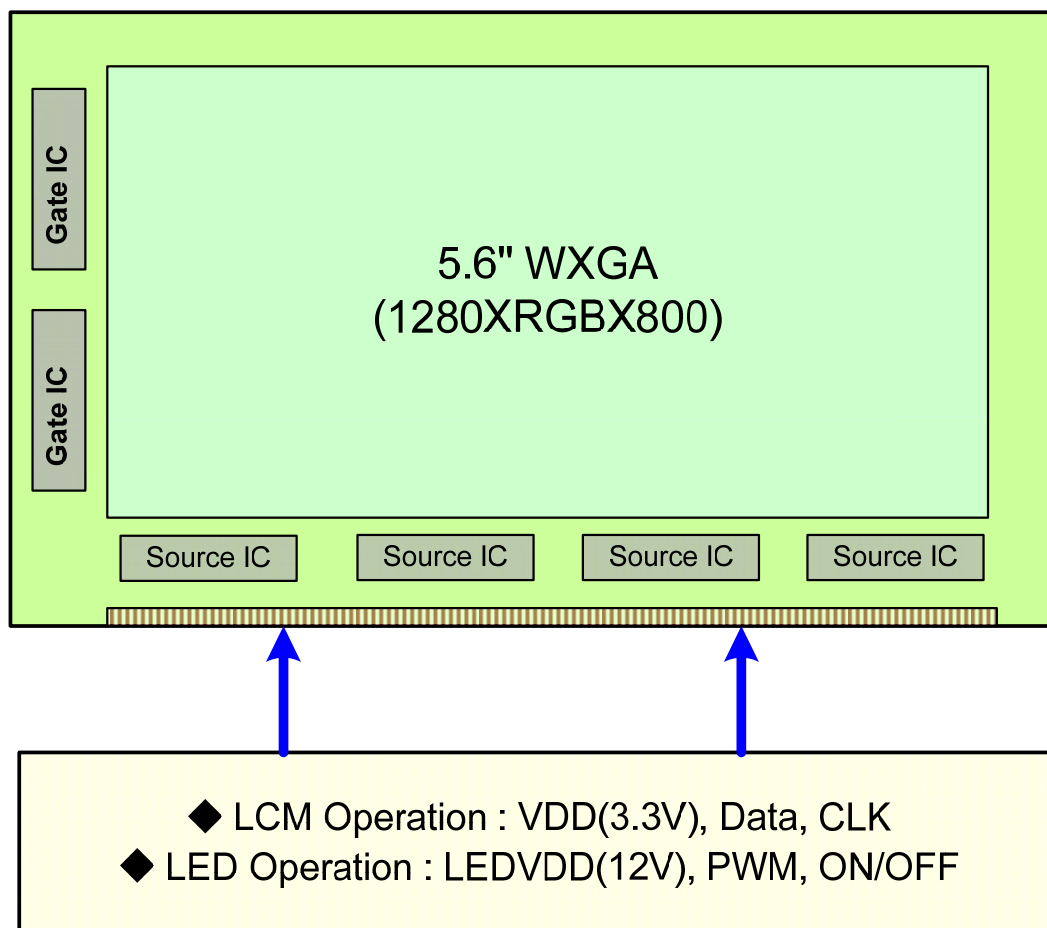 Gate IC
5.6" WXGA
(1280XRGBX800)
Gate IC
Source IC Source IC Source IC Source IC
◆ LCM Operation : VDD(3.3V), Data, CLK
◆ LED Operation : LEDVDD(12V), PWM, ON/OFF